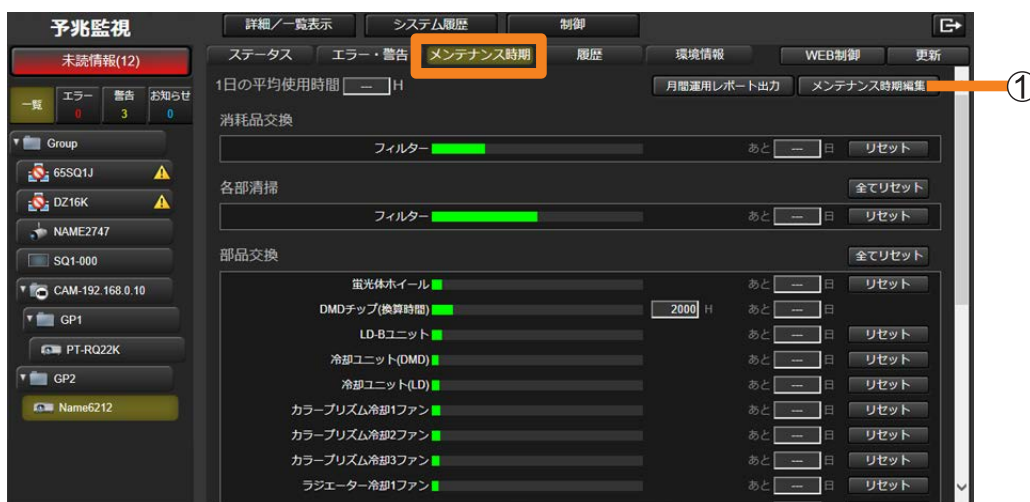 予兆監視
詳細/一覧表示 システム履歴 制御
未読情報(12)
ステータス エラー・警告 メンテナンス時期 履歴 環境情報 WEB制御 更新
1日の平均使用時間 --- H 月間運用レポート出力 メンテナンス時期編集 ①
一覧 エラー 0 警告 3 お知らせ 0
消耗品交換
フィルター あと --- 日 リセット
各部清掃 全てリセット
フィルター あと --- 日 リセット
部品交換 全てリセット
蛍光体ホイール あと --- 日 リセット
DMDチップ(換算時間) 2000 H あと --- 日
LD-Bユニット あと --- 日 リセット
冷却ユニット(DMD) あと --- 日 リセット
冷却ユニット(LD) あと --- 日 リセット
カラープリズム冷却1ファン あと --- 日 リセット
カラープリズム冷却2ファン あと --- 日 リセット
カラープリズム冷却3ファン あと --- 日 リセット
ラジエーター冷却1ファン あと --- 日 リセット
Group
65SQ1J
DZ16K
NAME2747
SQ1-000
CAM-192.168.0.10
GP1
PT-RQ22K
GP2
Name6212